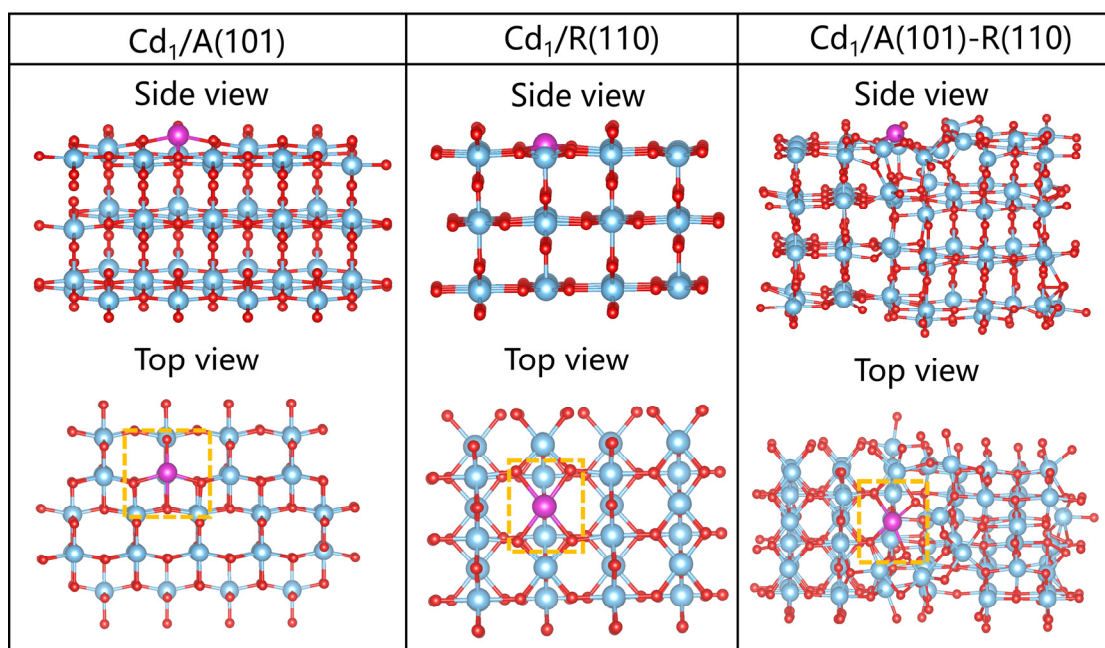 Cd₁/A(101)
Cd₁/R(110)
Cd₁/A(101)-R(110)
Side view
Side view
Side view
Top view
Top view
Top view